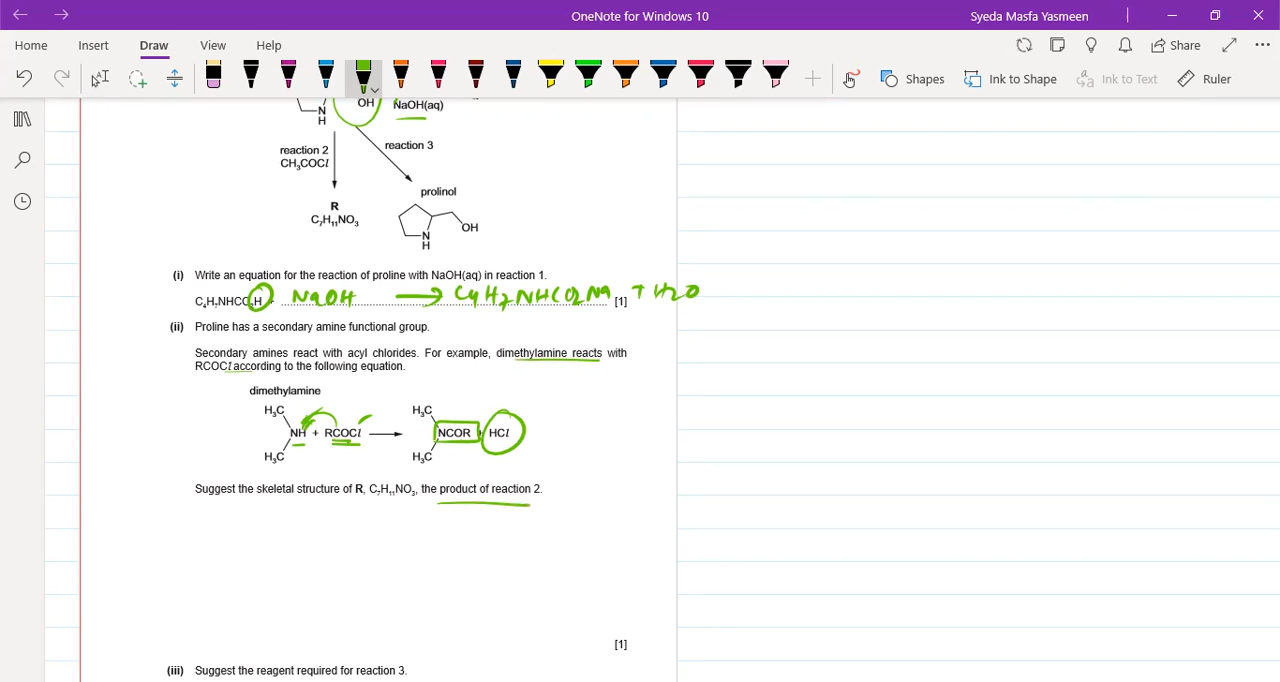 OneNote for Windows 10
Syeda Masfa Yasmeen
Home Insert Draw View Help Share
Shapes Ink to Shape Ink to Text Ruler
OH NaOH(aq)
N
H
reaction 2
CH₃COCl
reaction 3
R
C₇H₁₁NO₃
prolinol
OH
N
H
(i) Write an equation for the reaction of proline with NaOH(aq) in reaction 1.
C₄H₇NHCO₂H + NaOH → C₄H₇NHCO₂Na + H₂O [1]
(ii) Proline has a secondary amine functional group.
Secondary amines react with acyl chlorides. For example, dimethylamine reacts with
RCOCl according to the following equation.
dimethylamine
H₃C H₃C
NH + RCOCl → NCOR + HCl
H₃C H₃C
Suggest the skeletal structure of R, C₇H₁₁NO₃, the product of reaction 2.
[1]
(iii) Suggest the reagent required for reaction 3.